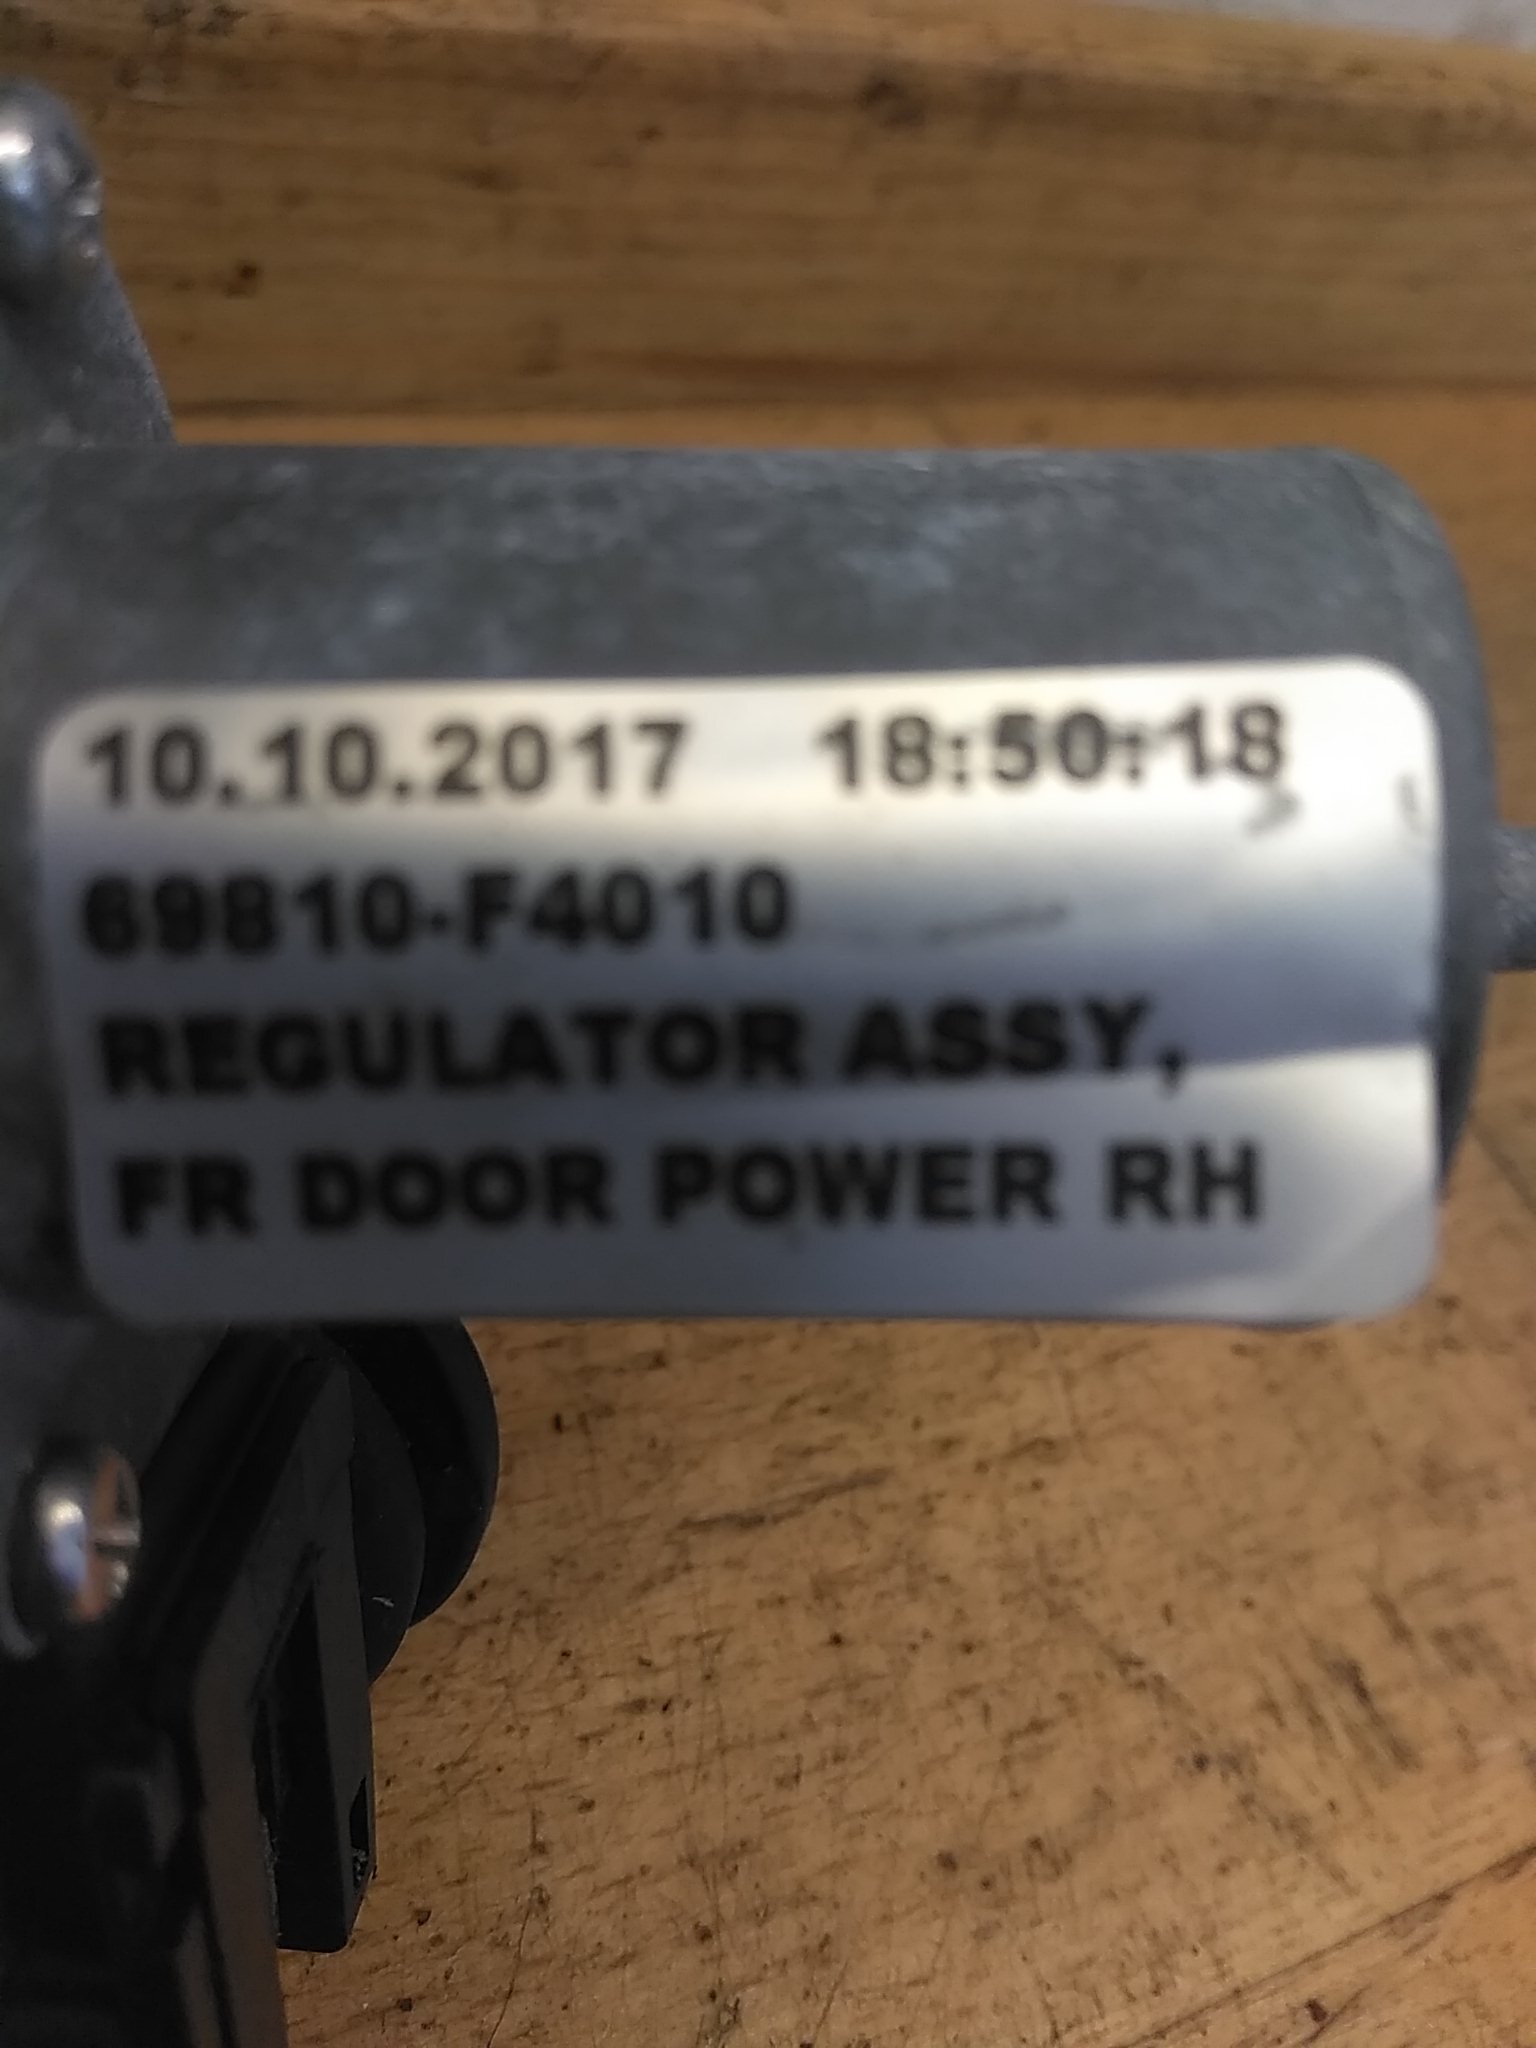 10.10.2017 18:50:18
69810-F4010
REGULATOR ASSY,
FR DOOR POWER RH